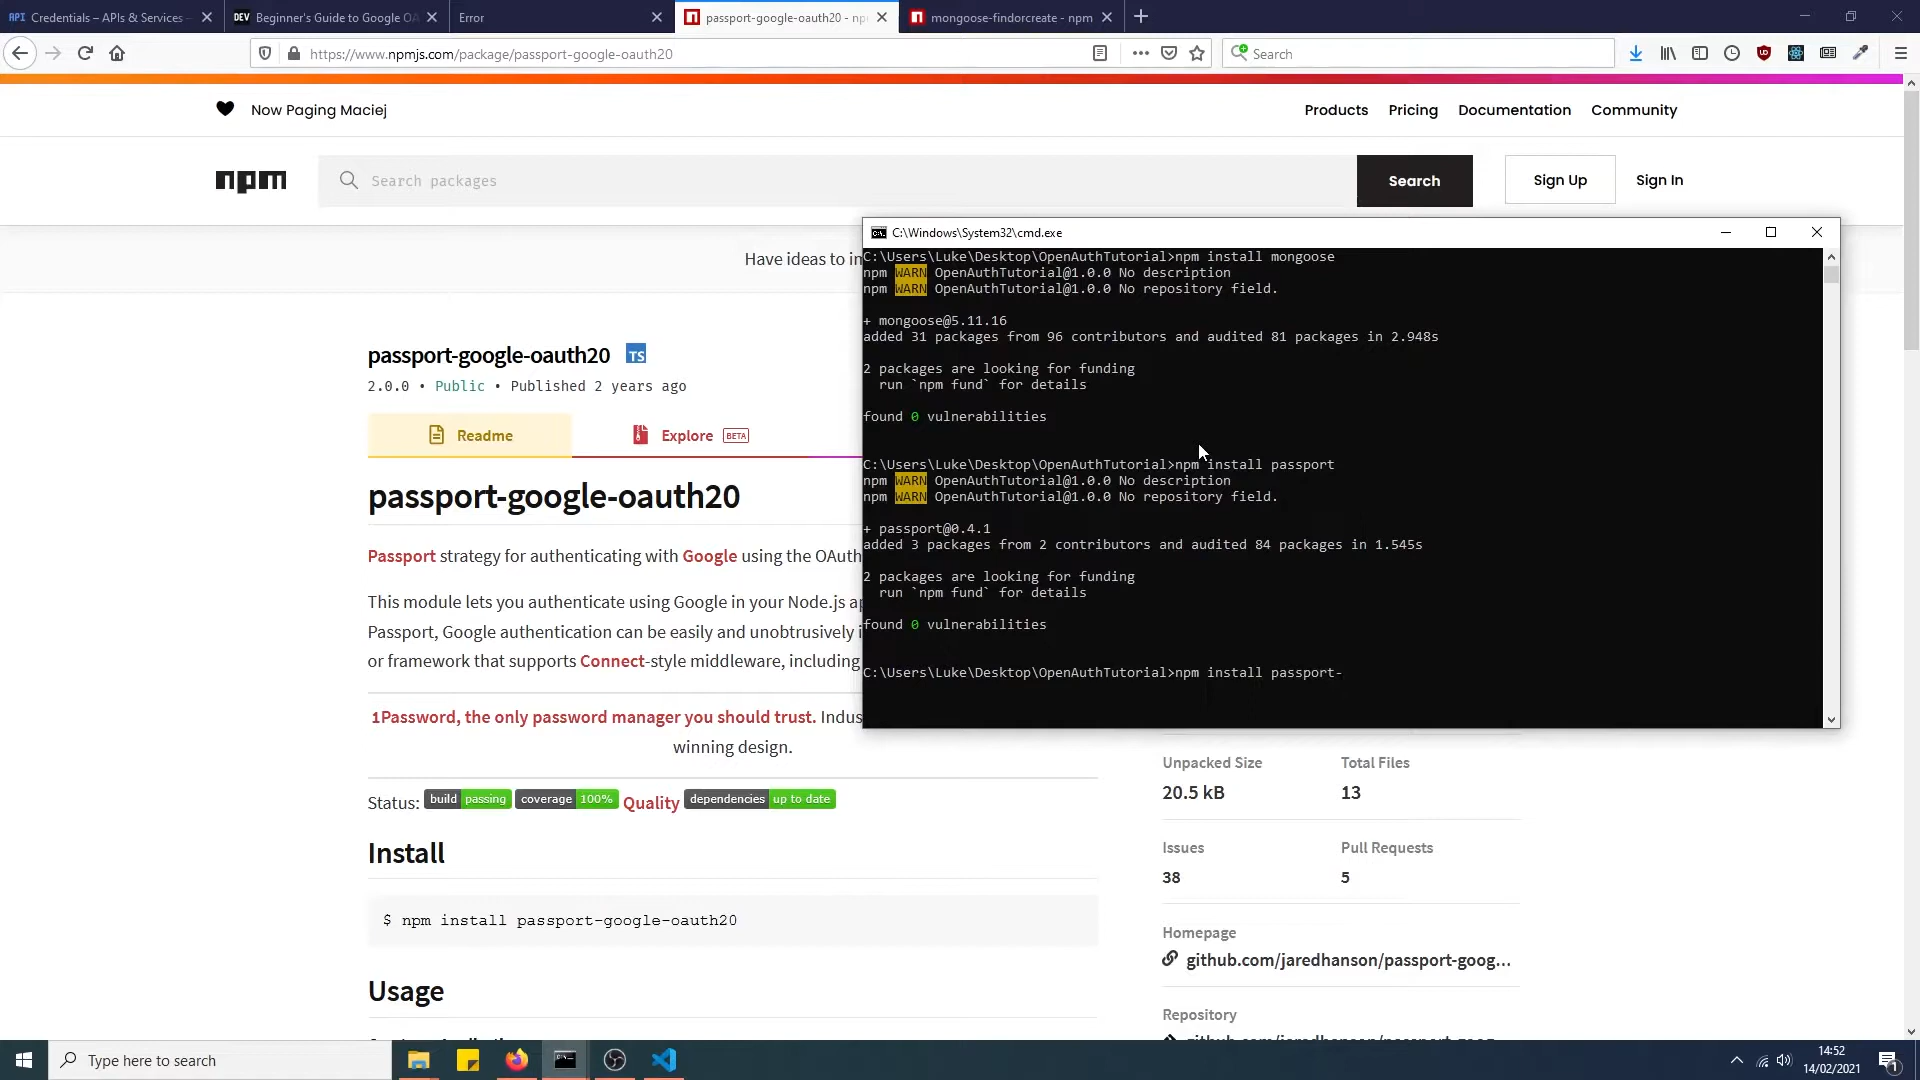 API Credentials – APIs & Services -
DEV Beginner's Guide to Google OA
Error
passport-google-oauth20 - np
mongoose-findorcreate - npm
https://www.npmjs.com/package/passport-google-oauth20
Search
Now Paging Maciej
Products
Pricing
Documentation
Community
npm
Search packages
Search
Sign Up
Sign In
Have ideas to in
passport-google-oauth20 TS
2.0.0 • Public • Published 2 years ago
Readme
Explore BETA
passport-google-oauth20
Passport strategy for authenticating with Google using the OAuth
This module lets you authenticate using Google in your Node.js a
Passport, Google authentication can be easily and unobtrusively i
or framework that supports Connect-style middleware, including
1Password, the only password manager you should trust. Indus
winning design.
Status: build passing coverage 100% Quality dependencies up to date
Install
$ npm install passport-google-oauth20
Usage
C:\Windows\System32\cmd.exe
C:\Users\Luke\Desktop\OpenAuthTutorial>npm install mongoose
npm WARN OpenAuthTutorial@1.0.0 No description
npm WARN OpenAuthTutorial@1.0.0 No repository field.
+ mongoose@5.11.16
added 31 packages from 96 contributors and audited 81 packages in 2.948s
2 packages are looking for funding
run `npm fund` for details
found 0 vulnerabilities
C:\Users\Luke\Desktop\OpenAuthTutorial>npm install passport
npm WARN OpenAuthTutorial@1.0.0 No description
npm WARN OpenAuthTutorial@1.0.0 No repository field.
+ passport@0.4.1
added 3 packages from 2 contributors and audited 84 packages in 1.545s
2 packages are looking for funding
run `npm fund` for details
found 0 vulnerabilities
C:\Users\Luke\Desktop\OpenAuthTutorial>npm install passport-
Unpacked Size
20.5 kB
Total Files
13
Issues
38
Pull Requests
5
Homepage
github.com/jaredhanson/passport-goog...
Repository
Type here to search
14:52
14/02/2021
1